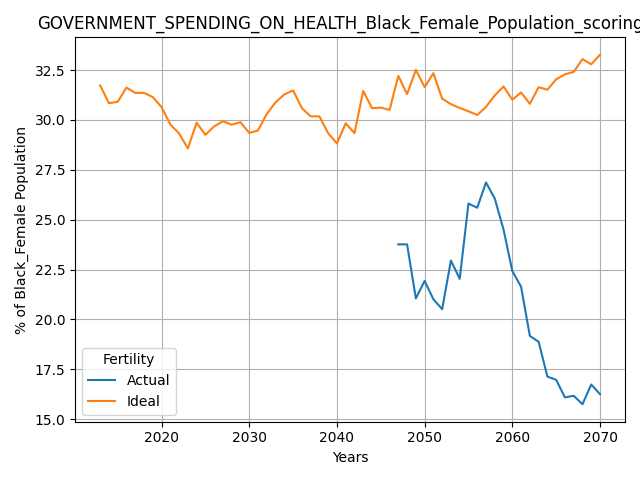 GOVERNMENT_SPENDING_ON_HEALTH_Black_Female_Population_scoring
% of Black_Female Population
32.5
30.0
27.5
25.0
22.5
20.0
17.5
15.0
Fertility
Actual
Ideal
2020 2030 2040 2050 2060 2070
Years